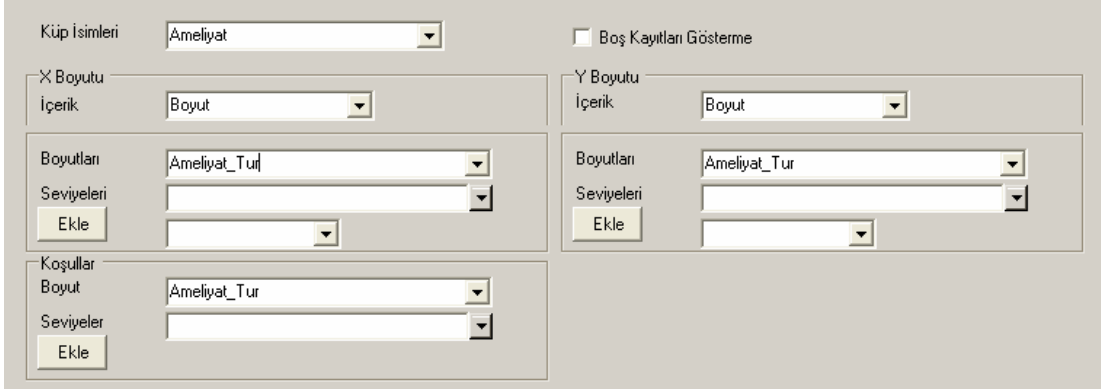 Küp İsimleri Ameliyat
Boş Kayıtları Gösterme
X Boyutu
İçerik Boyut
Boyutları Ameliyat_Tur
Seviyeleri
Ekle
Y Boyutu
İçerik Boyut
Boyutları Ameliyat_Tur
Seviyeleri
Ekle
Koşullar
Boyut Ameliyat_Tur
Seviyeler
Ekle